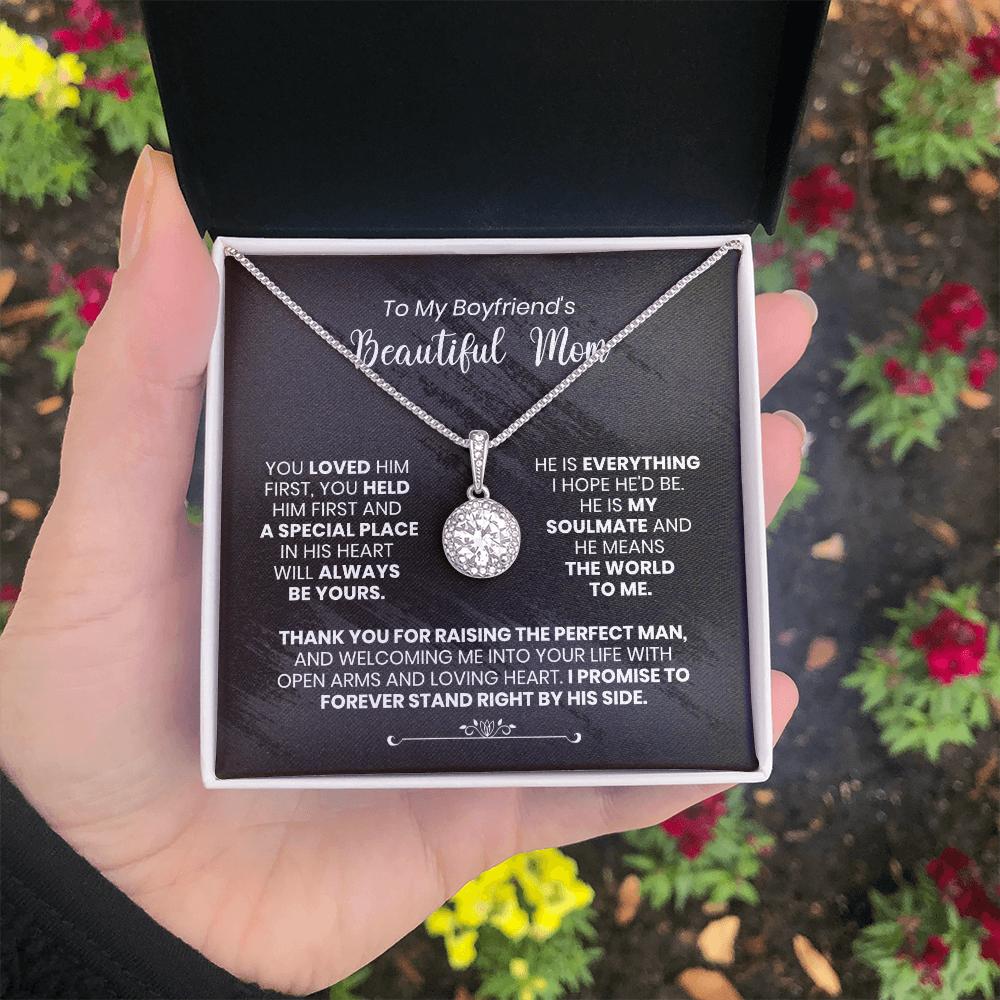 To My Boyfriend's
Beautiful Mom
YOU LOVED HIM
FIRST, YOU HELD
HIM FIRST AND
A SPECIAL PLACE
IN HIS HEART
WILL ALWAYS
BE YOURS.
HE IS EVERYTHING
I HOPE HE'D BE.
HE IS MY
SOULMATE AND
HE MEANS
THE WORLD
TO ME.
THANK YOU FOR RAISING THE PERFECT MAN,
AND WELCOMING ME INTO YOUR LIFE WITH
OPEN ARMS AND LOVING HEART. I PROMISE TO
FOREVER STAND RIGHT BY HIS SIDE.